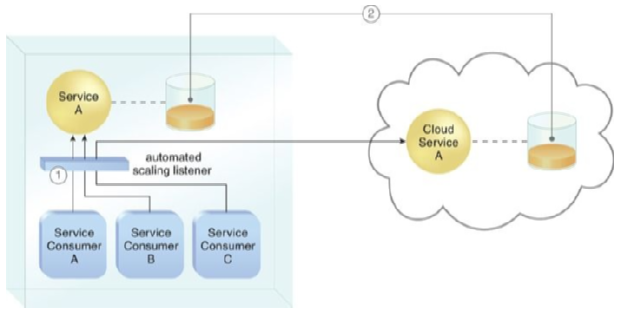 2
Service
A
Cloud
Service
A
automated
scaling listener
1
Service
Consumer
A
Service
Consumer
B
Service
Consumer
C